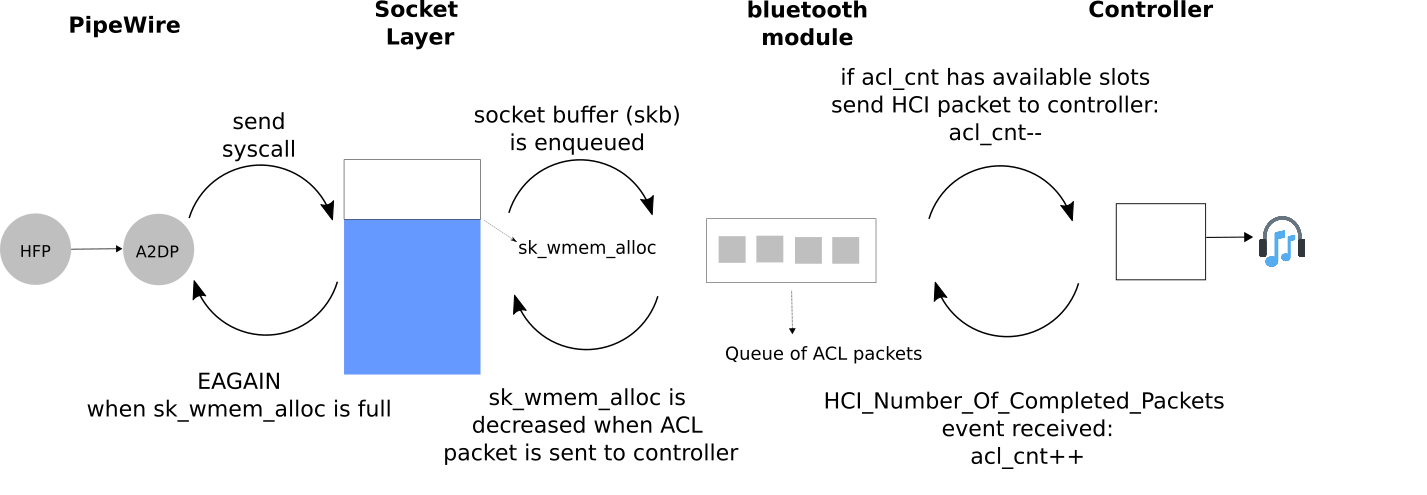 PipeWire
Socket
Layer
bluetooth
module
Controller
if acl_cnt has available slots
send HCI packet to controller:
acl_cnt--
send
syscall
socket buffer (skb)
is enqueued
HFP
A2DP
sk_wmem_alloc
Queue of ACL packets
EAGAIN
when sk_wmem_alloc is full
sk_wmem_alloc is
decreased when ACL
packet is sent to controller
HCI_Number_Of_Completed_Packets
event received:
acl_cnt++